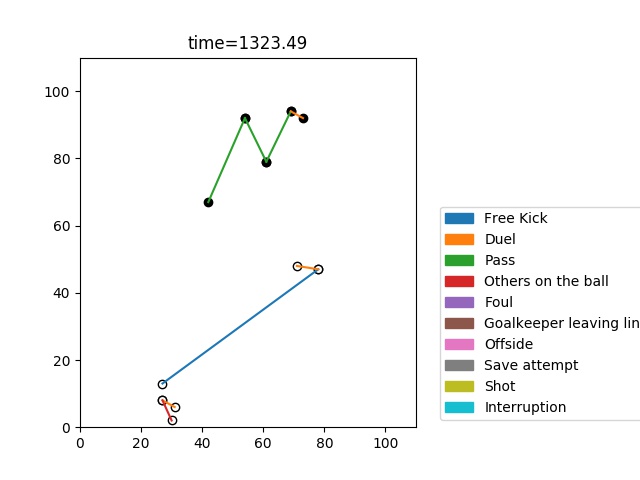 time=1323.49
100
80
60
40
20
0
0 20 40 60 80 100
Free Kick
Duel
Pass
Others on the ball
Foul
Goalkeeper leaving lin
Offside
Save attempt
Shot
Interruption